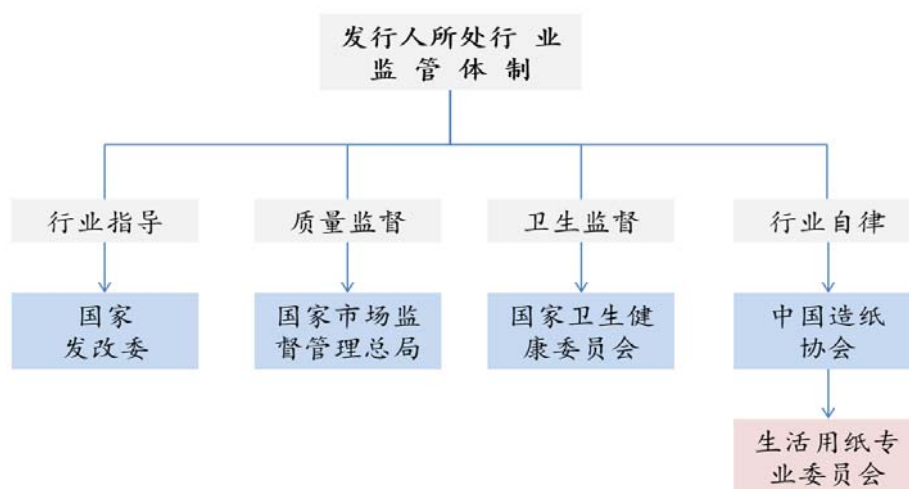 发行人所处行 业
监 管 体 制
行业指导
质量监督
卫生监督
行业自律
国家
发改委
国家市场监
督管理总局
国家卫生健
康委员会
中国造纸
协会
生活用纸专
业委员会